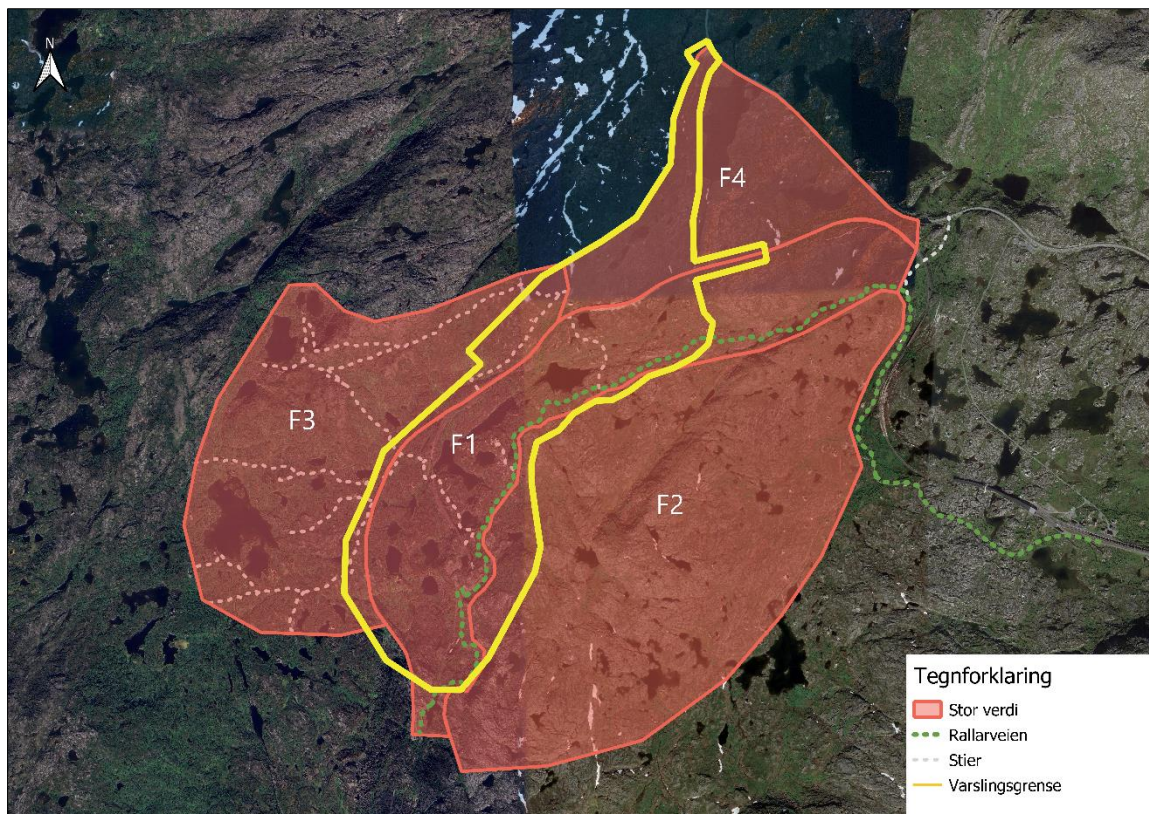 N
F4
F3
F1
F2
Tegnforklaring
Stor verdi
Rallarveien
Stier
Varslingsgrense